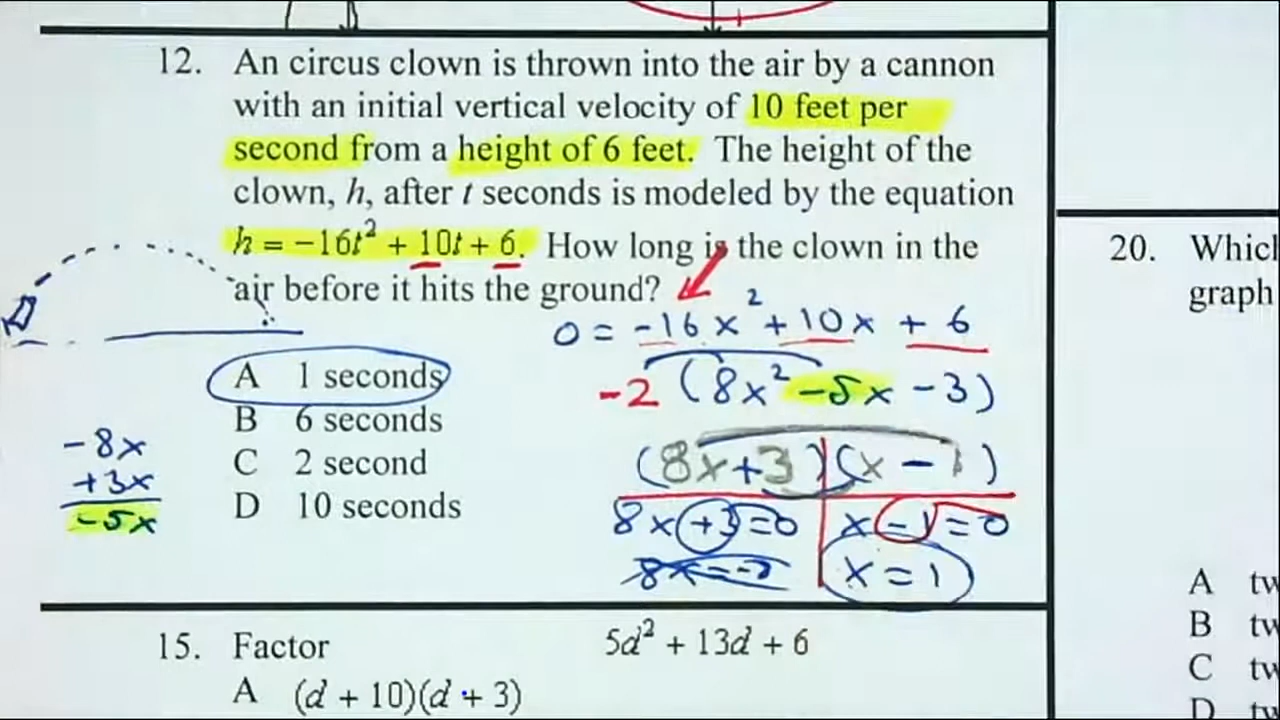 12. An circus clown is thrown into the air by a cannon
with an initial vertical velocity of 10 feet per
second from a height of 6 feet. The height of the
clown, h, after t seconds is modeled by the equation
h = −16t² + 10t + 6. How long is the clown in the
air before it hits the ground?
0 = -16x² + 10x + 6
A 1 seconds
-2 (8x² - 5x - 3)
B 6 seconds
C 2 second
(8x+3)(x - 1)
D 10 seconds
8x+3=0 x-1=0
8x=-3 x=1
-8x
+3x
-5x
15. Factor 5d² + 13d + 6
A (d + 10)(d + 3)
20. Which
graph
A tw
B tw
C tw
D tw